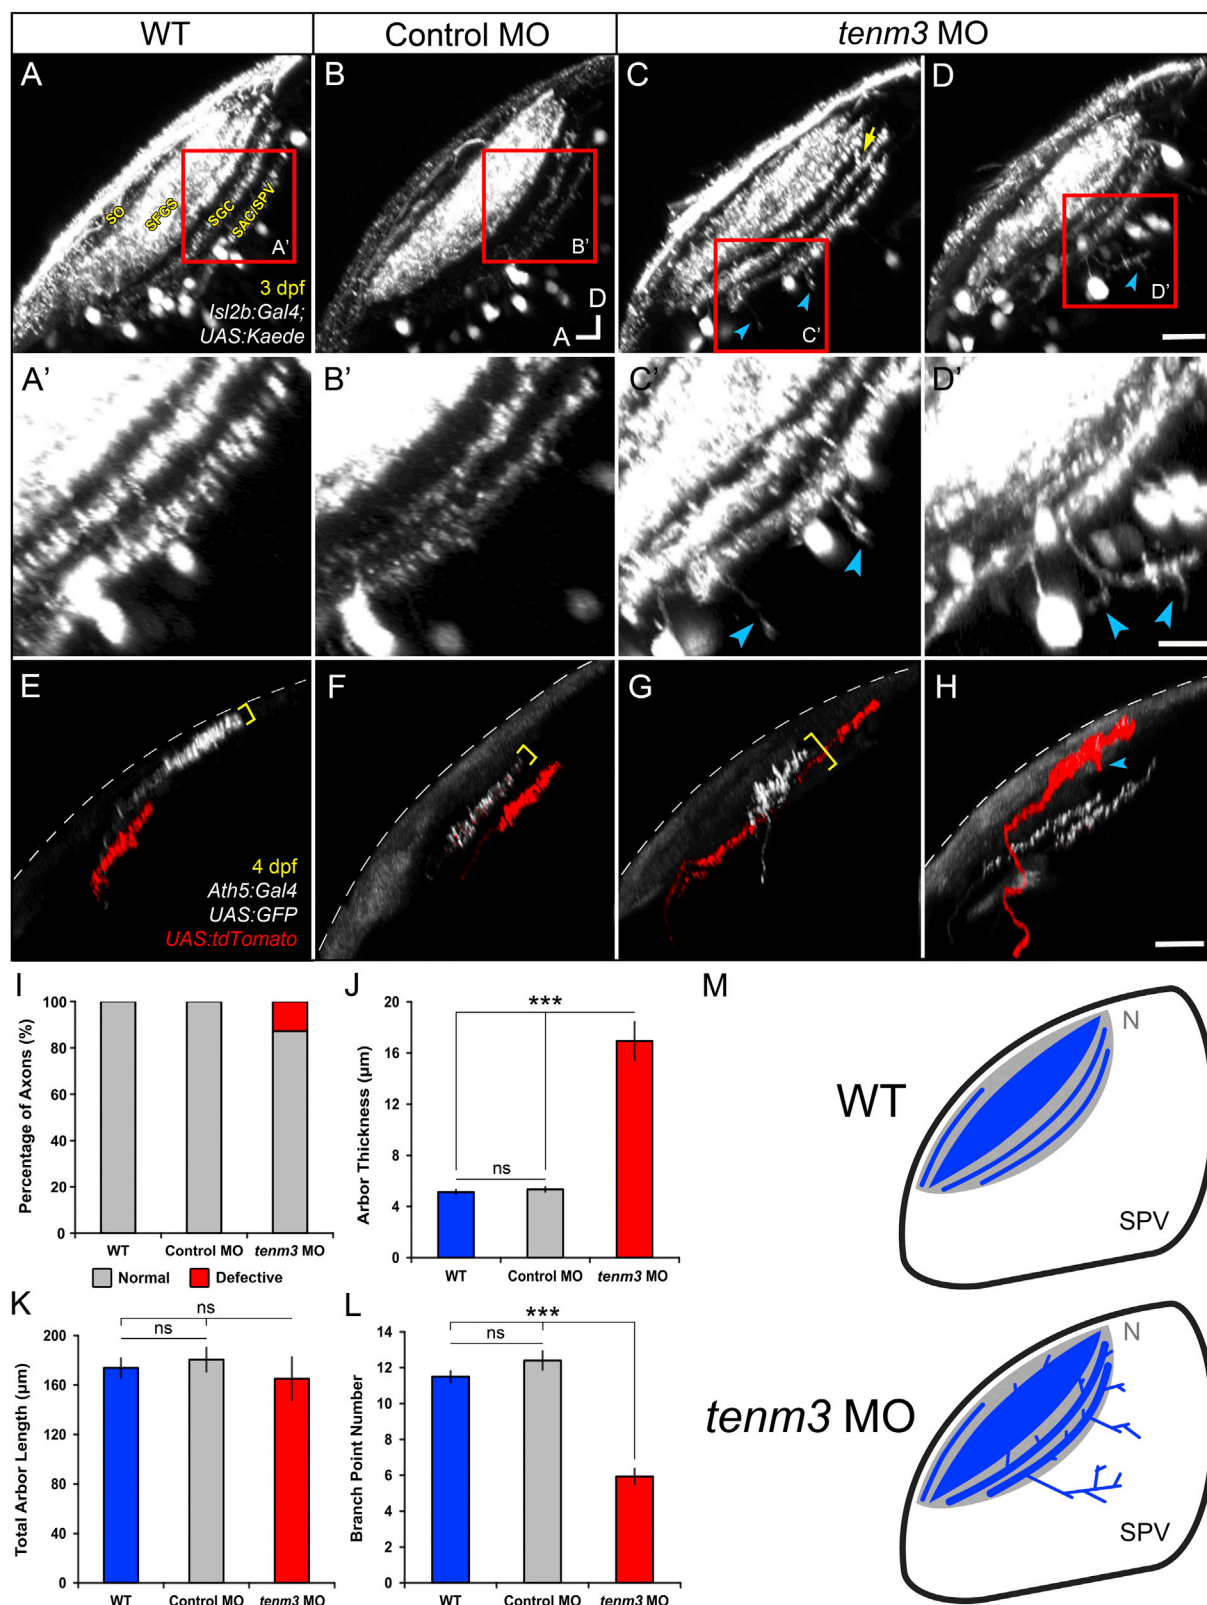 WT
Control MO
tenm3 MO
A
B
C
D
SO
SFGS
SGC
SAC/SPV
A'
B'
C'
D'
3 dpf
Isl2b:Gal4;
UAS:Kaede
D
A
A'
B'
C'
D'
E
F
G
H
4 dpf
Ath5:Gal4
UAS:GFP
UAS:tdTomato
I
Percentage of Axons (%)
100
80
60
40
20
0
WT
Control MO
tenm3 MO
Normal
Defective
J
Arbor Thickness (µm)
20
16
12
8
4
0
***
ns
WT
Control MO
tenm3 MO
K
Total Arbor Length (µm)
200
160
120
80
40
0
ns
ns
WT
Control MO
tenm3 MO
L
Branch Point Number
14
12
10
8
6
4
2
0
***
ns
WT
Control MO
tenm3 MO
M
WT
N
SPV
tenm3 MO
N
SPV